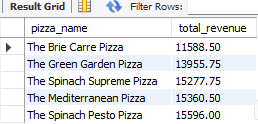 Result Grid Filter Rows:
pizza_name total_revenue
The Brie Carre Pizza 11588.50
The Green Garden Pizza 13955.75
The Spinach Supreme Pizza 15277.75
The Mediterranean Pizza 15360.50
The Spinach Pesto Pizza 15596.00